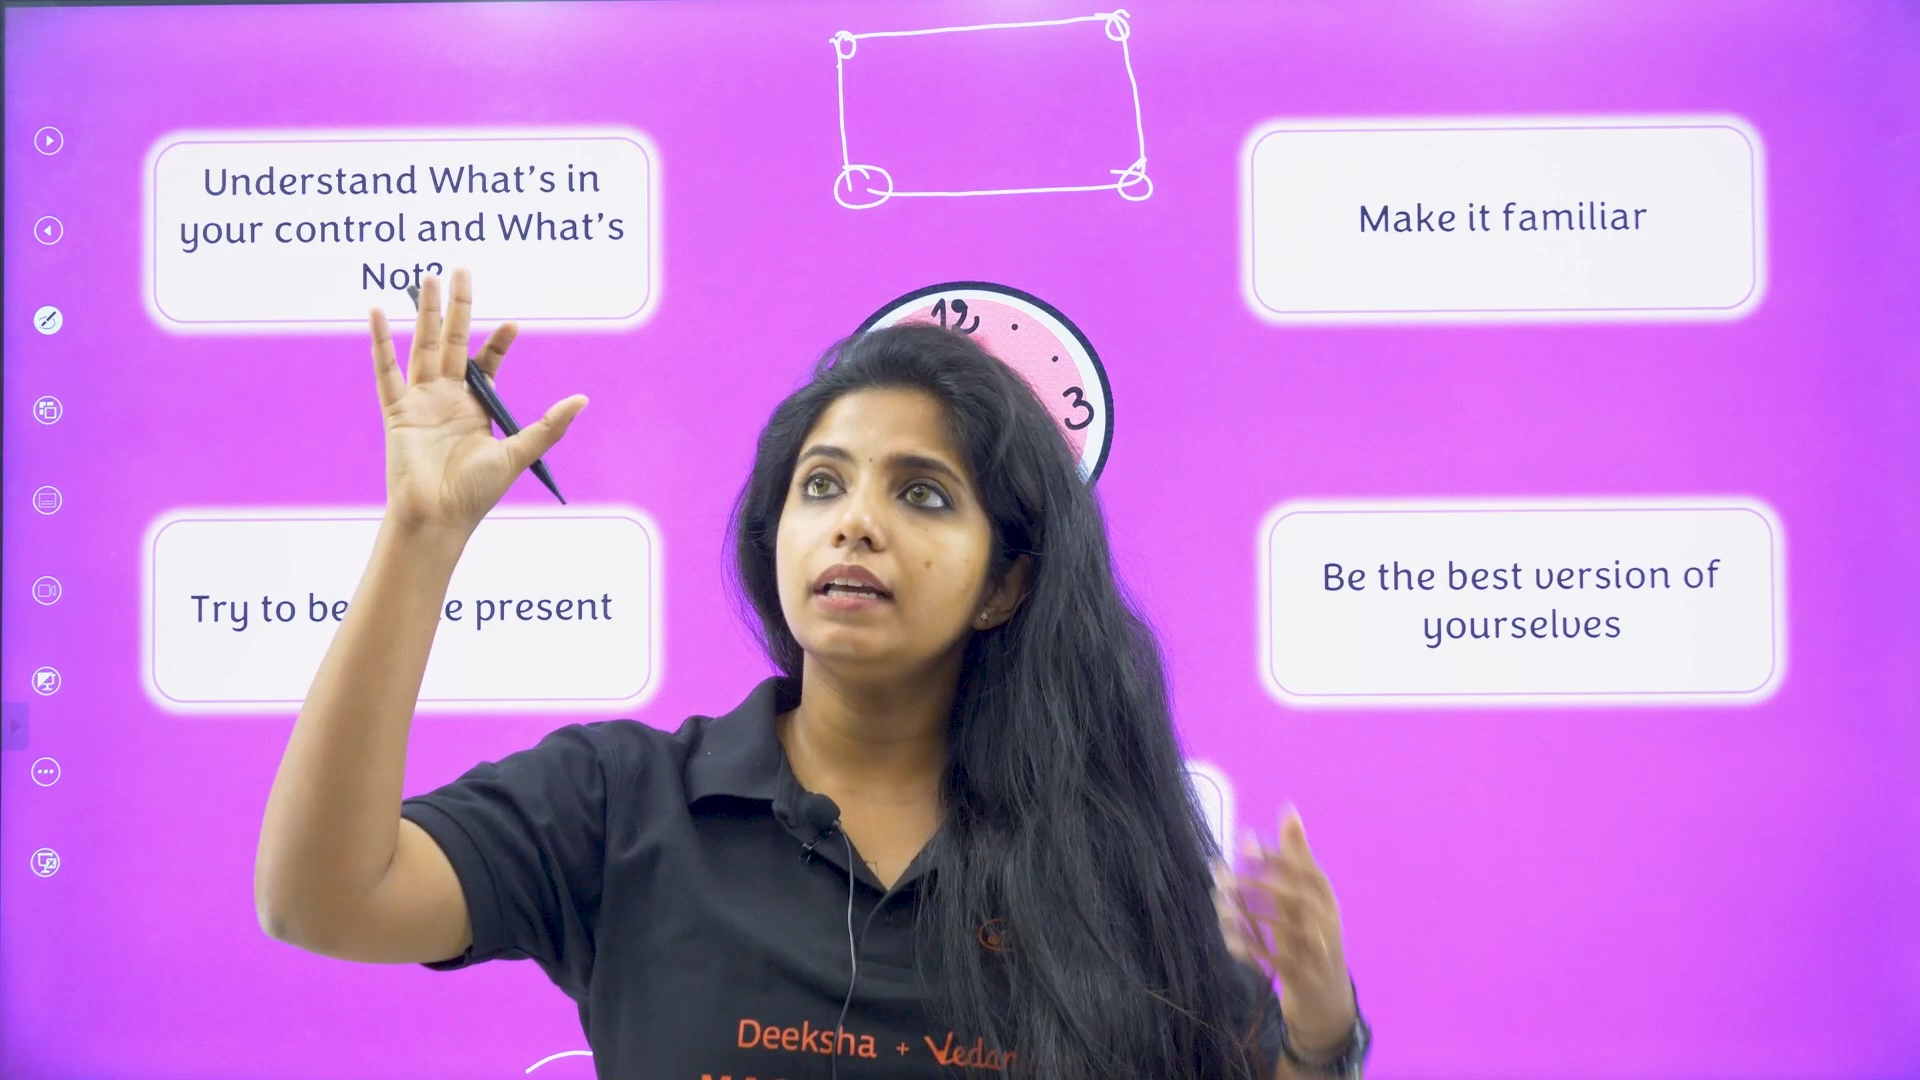 Understand What's in
your control and What's
Not?
Make it familiar
12
3
Try to be present
Be the best version of
yourselves
Deeksha +